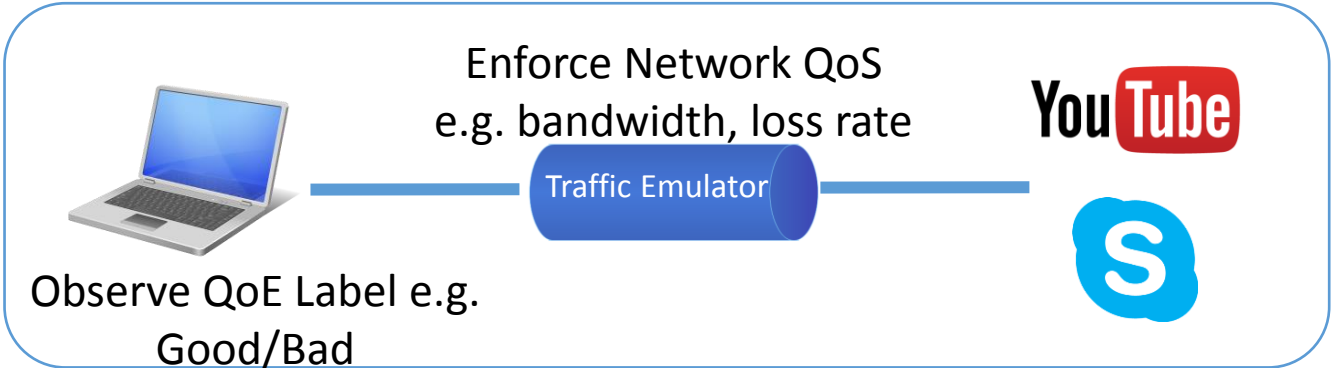 Enforce Network QoS
e.g. bandwidth, loss rate
YouTube
Traffic Emulator
S
Observe QoE Label e.g.
Good/Bad